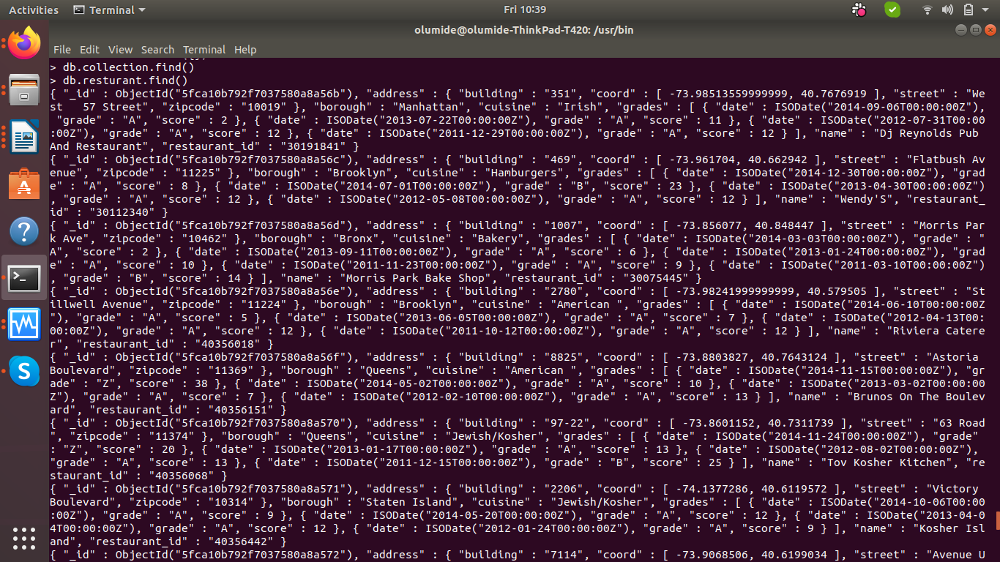 Activities Terminal Fri 10:39
olumide@olumide-ThinkPad-T420: /usr/bin
File Edit View Search Terminal Help
> db.collection.find()
> db.resturant.find()
{ "_id" : ObjectId("5fca10b792f7037580a8a56b"), "address" : { "building" : "351", "coord" : [ -73.98513559999999, 40.7676919 ], "street" : "We
st   57 Street", "zipcode" : "10019" }, "borough" : "Manhattan", "cuisine" : "Irish", "grades" : [ { "date" : ISODate("2014-09-06T00:00:00Z"),
 "grade" : "A", "score" : 2 }, { "date" : ISODate("2013-07-22T00:00:00Z"), "grade" : "A", "score" : 11 }, { "date" : ISODate("2012-07-31T00:00
:00Z"), "grade" : "A", "score" : 12 }, { "date" : ISODate("2011-12-29T00:00:00Z"), "grade" : "A", "score" : 12 } ], "name" : "Dj Reynolds Pub 
And Restaurant", "restaurant_id" : "30191841" }
{ "_id" : ObjectId("5fca10b792f7037580a8a56c"), "address" : { "building" : "469", "coord" : [ -73.961704, 40.662942 ], "street" : "Flatbush Av
enue", "zipcode" : "11225" }, "borough" : "Brooklyn", "cuisine" : "Hamburgers", "grades" : [ { "date" : ISODate("2014-12-30T00:00:00Z"), "grad
e" : "A", "score" : 8 }, { "date" : ISODate("2014-07-01T00:00:00Z"), "grade" : "B", "score" : 23 }, { "date" : ISODate("2013-04-30T00:00:00Z")
, "grade" : "A", "score" : 12 }, { "date" : ISODate("2012-05-08T00:00:00Z"), "grade" : "A", "score" : 12 } ], "name" : "Wendy'S", "restaurant_
id" : "30112340" }
{ "_id" : ObjectId("5fca10b792f7037580a8a56d"), "address" : { "building" : "1007", "coord" : [ -73.856077, 40.848447 ], "street" : "Morris Par
k Ave", "zipcode" : "10462" }, "borough" : "Bronx", "cuisine" : "Bakery", "grades" : [ { "date" : ISODate("2014-03-03T00:00:00Z"), "grade" : "
A", "score" : 2 }, { "date" : ISODate("2013-09-11T00:00:00Z"), "grade" : "A", "score" : 6 }, { "date" : ISODate("2013-01-24T00:00:00Z"), "grad
e" : "A", "score" : 10 }, { "date" : ISODate("2011-11-23T00:00:00Z"), "grade" : "A", "score" : 9 }, { "date" : ISODate("2011-03-10T00:00:00Z")
, "grade" : "B", "score" : 14 } ], "name" : "Morris Park Bake Shop", "restaurant_id" : "30075445" }
{ "_id" : ObjectId("5fca10b792f7037580a8a56e"), "address" : { "building" : "2780", "coord" : [ -73.98241999999999, 40.579505 ], "street" : "St
illwell Avenue", "zipcode" : "11224" }, "borough" : "Brooklyn", "cuisine" : "American ", "grades" : [ { "date" : ISODate("2014-06-10T00:00:00Z
"), "grade" : "A", "score" : 5 }, { "date" : ISODate("2013-06-05T00:00:00Z"), "grade" : "A", "score" : 7 }, { "date" : ISODate("2012-04-13T00:
00:00Z"), "grade" : "A", "score" : 12 }, { "date" : ISODate("2011-10-12T00:00:00Z"), "grade" : "A", "score" : 12 } ], "name" : "Riviera Catere
r", "restaurant_id" : "40356018" }
{ "_id" : ObjectId("5fca10b792f7037580a8a56f"), "address" : { "building" : "8825", "coord" : [ -73.8803827, 40.7643124 ], "street" : "Astoria 
Boulevard", "zipcode" : "11369" }, "borough" : "Queens", "cuisine" : "American ", "grades" : [ { "date" : ISODate("2014-11-15T00:00:00Z"), "gr
ade" : "Z", "score" : 38 }, { "date" : ISODate("2014-05-02T00:00:00Z"), "grade" : "A", "score" : 10 }, { "date" : ISODate("2013-03-02T00:00:00
Z"), "grade" : "A", "score" : 7 }, { "date" : ISODate("2012-02-10T00:00:00Z"), "grade" : "A", "score" : 13 } ], "name" : "Brunos On The Boulev
ard", "restaurant_id" : "40356151" }
{ "_id" : ObjectId("5fca10b792f7037580a8a570"), "address" : { "building" : "97-22", "coord" : [ -73.8601152, 40.7311739 ], "street" : "63 Road
", "zipcode" : "11374" }, "borough" : "Queens", "cuisine" : "Jewish/Kosher", "grades" : [ { "date" : ISODate("2014-11-24T00:00:00Z"), "grade" 
: "Z", "score" : 20 }, { "date" : ISODate("2013-01-17T00:00:00Z"), "grade" : "A", "score" : 13 }, { "date" : ISODate("2012-08-02T00:00:00Z"), 
"grade" : "A", "score" : 13 }, { "date" : ISODate("2011-12-15T00:00:00Z"), "grade" : "B", "score" : 25 } ], "name" : "Tov Kosher Kitchen", "re
staurant_id" : "40356068" }
{ "_id" : ObjectId("5fca10b792f7037580a8a571"), "address" : { "building" : "2206", "coord" : [ -74.1377286, 40.6119572 ], "street" : "Victory 
Boulevard", "zipcode" : "10314" }, "borough" : "Staten Island", "cuisine" : "Jewish/Kosher", "grades" : [ { "date" : ISODate("2014-10-06T00:00
:00Z"), "grade" : "A", "score" : 9 }, { "date" : ISODate("2014-05-20T00:00:00Z"), "grade" : "A", "score" : 12 }, { "date" : ISODate("2013-04-0
4T00:00:00Z"), "grade" : "A", "score" : 12 }, { "date" : ISODate("2012-01-24T00:00:00Z"), "grade" : "A", "score" : 9 } ], "name" : "Kosher Isl
and", "restaurant_id" : "40356442" }
{ "_id" : ObjectId("5fca10b792f7037580a8a572"), "address" : { "building" : "7114", "coord" : [ -73.9068506, 40.6199034 ], "street" : "Avenue U